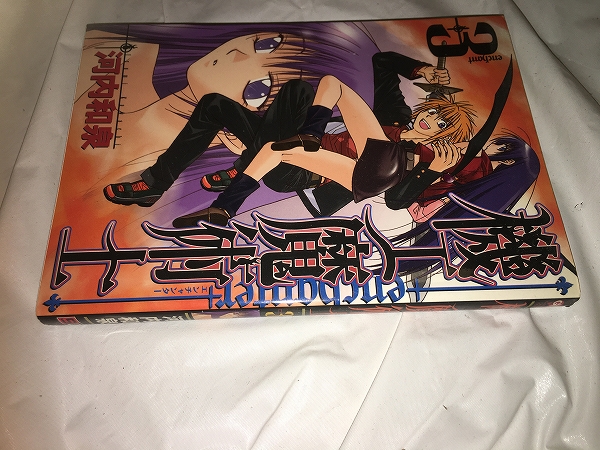 3
enchant
河内和泉
機工魔術士
enchanter
エンチャンター